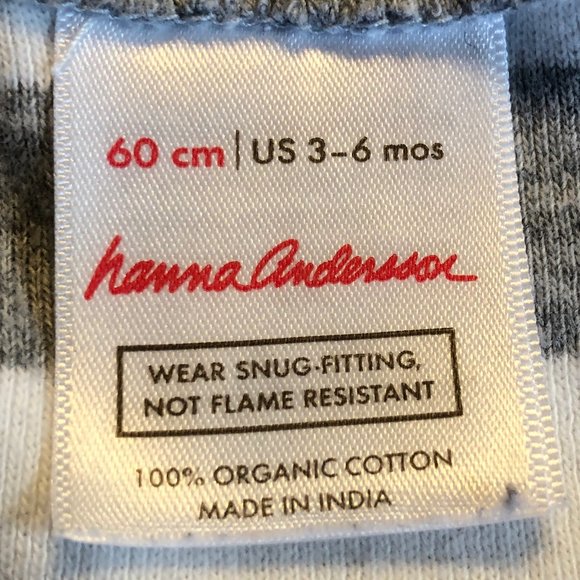 60 cm | US 3-6 mos
hanna andersson
WEAR SNUG-FITTING,
NOT FLAME RESISTANT
100% ORGANIC COTTON
MADE IN INDIA